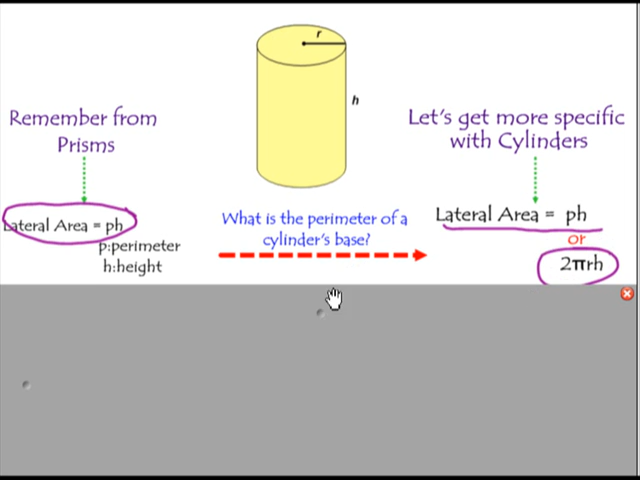 r
h
Remember from
Prisms
Lateral Area = ph
p:perimeter
h:height
What is the perimeter of a
cylinder's base?
Let's get more specific
with Cylinders
Lateral Area = ph
or
2πrh